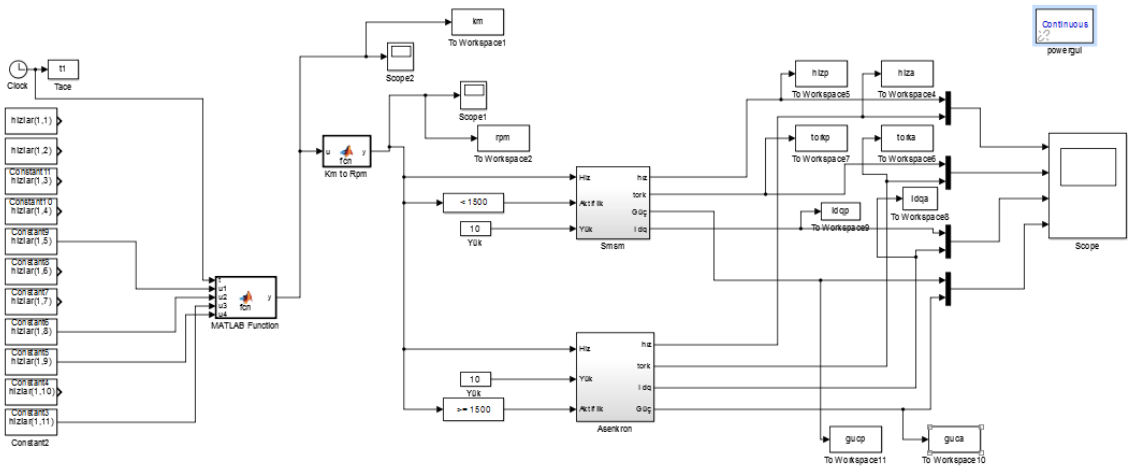 km
To Workspace1
Continuous
powergui
Clock
t1
Tace
Scope2
Scope1
rpm
To Workspace2
hizlar(1,1)
hizlar(1,2)
Constant11
hizlar(1,3)
Constant10
hizlar(1,4)
Constant9
hizlar(1,5)
Constant8
hizlar(1,6)
Constant7
hizlar(1,7)
Constant6
hizlar(1,8)
Constant5
hizlar(1,9)
Constant4
hizlar(1,10)
Constant3
hizlar(1,11)
Constant2
t
u1
u2
u3
u4
fcn
y
MATLAB Function
u
fcn
y
Km to Rpm
< 1500
10
Yük
Hız
Aktiflik
Yük
hız
tork
Güç
Idq
Smsm
10
Yük
>= 1500
Hız
Yük
Aktiflik
hız
tork
Idq
Güç
Asenkron
hizp
To Workspace5
hiza
To Workspace4
torkp
To Workspace7
torka
To Workspace6
Idqp
To Workspace9
Idqa
To Workspace8
Scope
gucp
To Workspace11
guca
To Workspace10